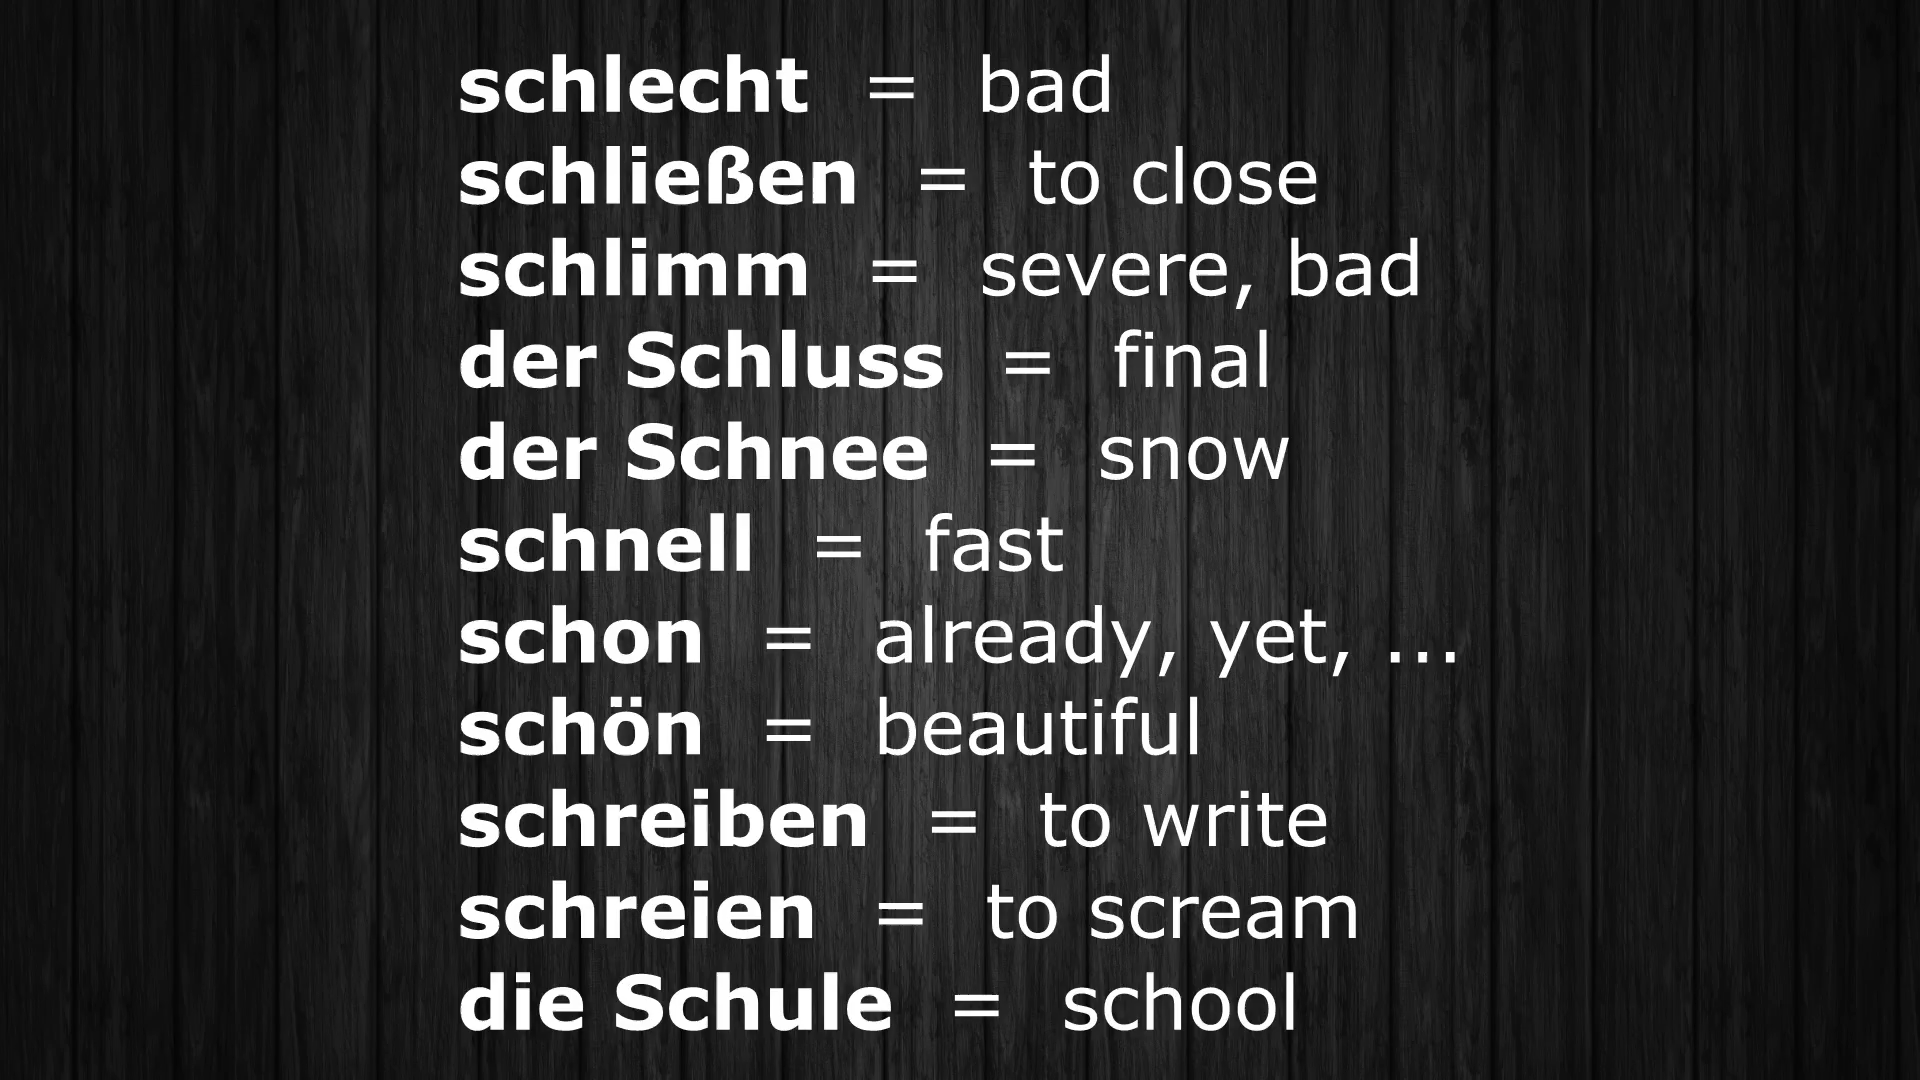 schlecht = bad
schließen = to close
schlimm = severe, bad
der Schluss = final
der Schnee = snow
schnell = fast
schon = already, yet, ...
schön = beautiful
schreiben = to write
schreien = to scream
die Schule = school